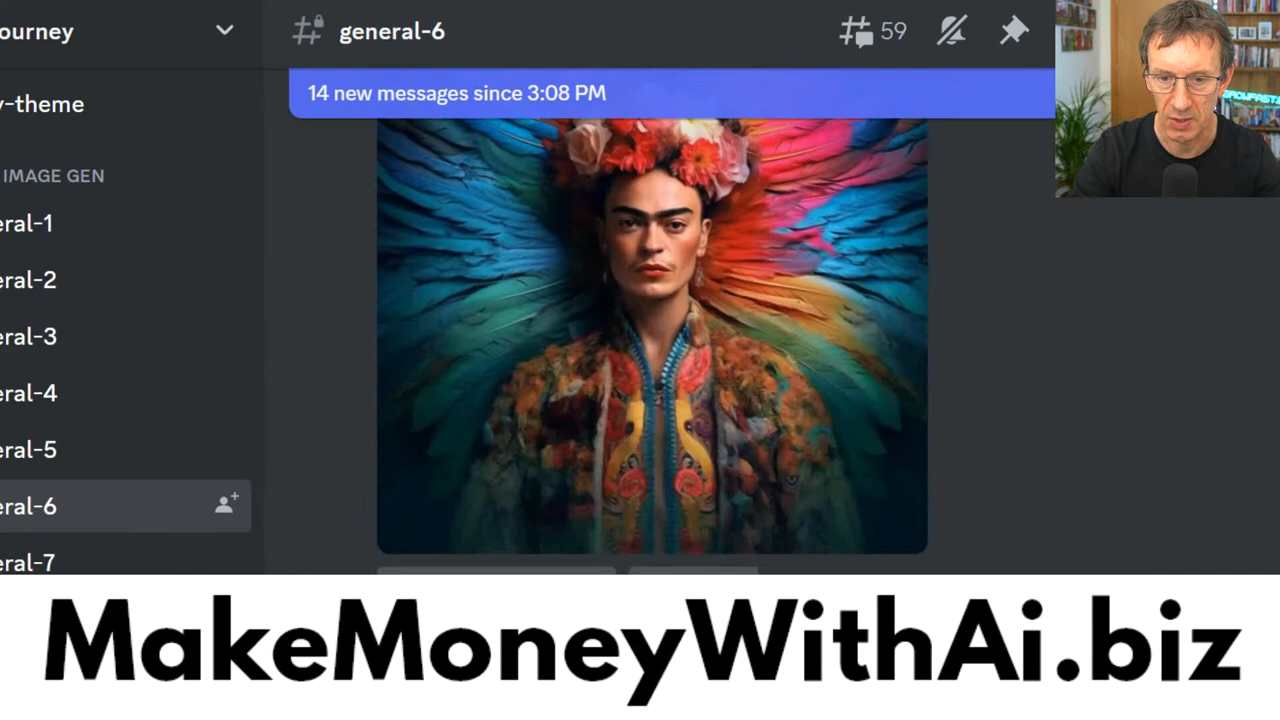 ourney
general-6
59
14 new messages since 3:08 PM
y-theme
IMAGE GEN
eral-1
eral-2
eral-3
eral-4
eral-5
eral-6
eral-7
MakeMoneyWithAi.biz